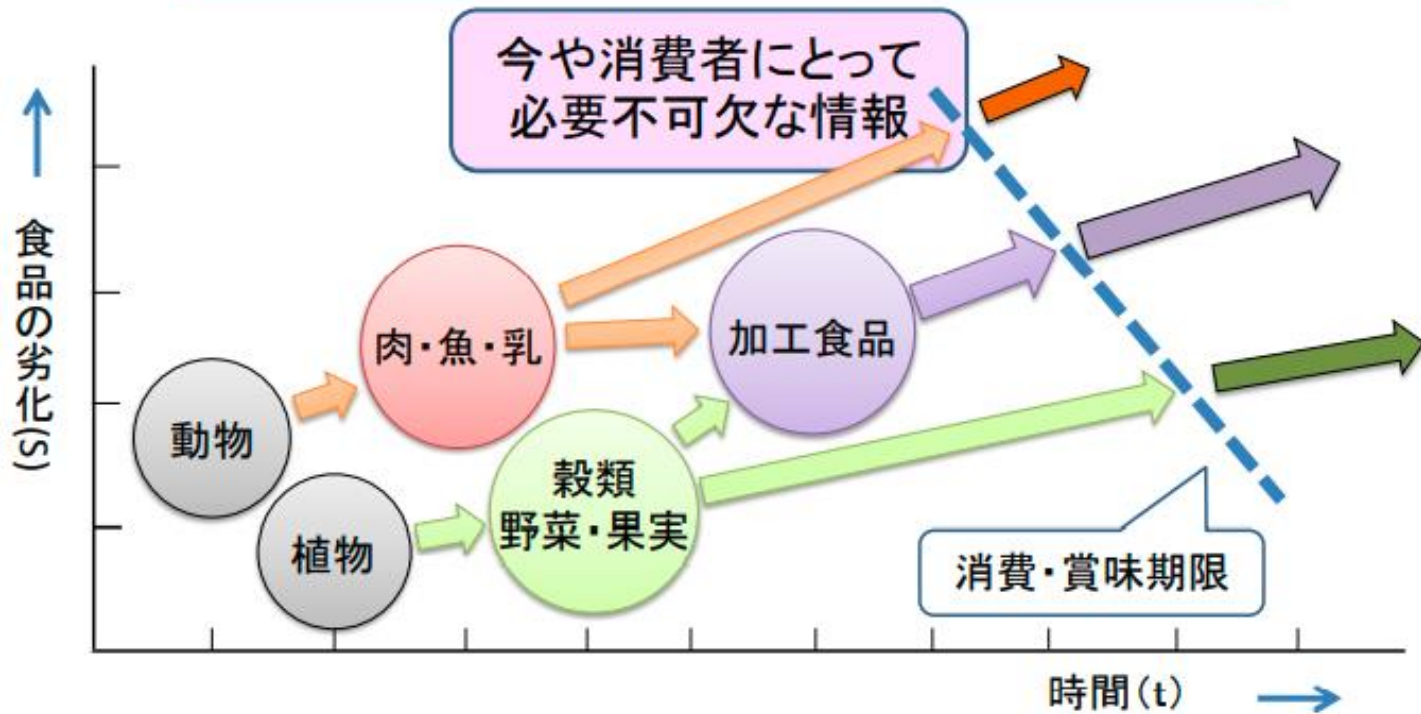 今や消費者にとって
必要不可欠な情報
食品の劣化(S)
肉・魚・乳
加工食品
動物
穀類
野菜・果実
植物
消費・賞味期限
時間(t)